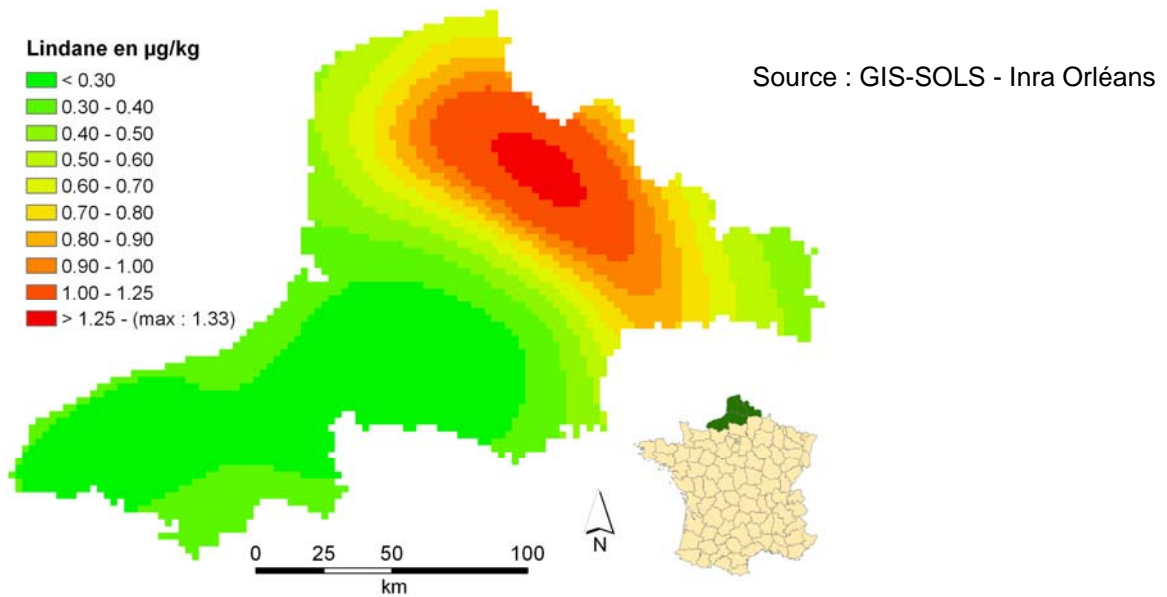 Lindane en µg/kg
< 0.30
0.30 - 0.40
0.40 - 0.50
0.50 - 0.60
0.60 - 0.70
0.70 - 0.80
0.80 - 0.90
0.90 - 1.00
1.00 - 1.25
> 1.25 - (max : 1.33)
Source : GIS-SOLS - Inra Orléans
0 25 50 100
km
N